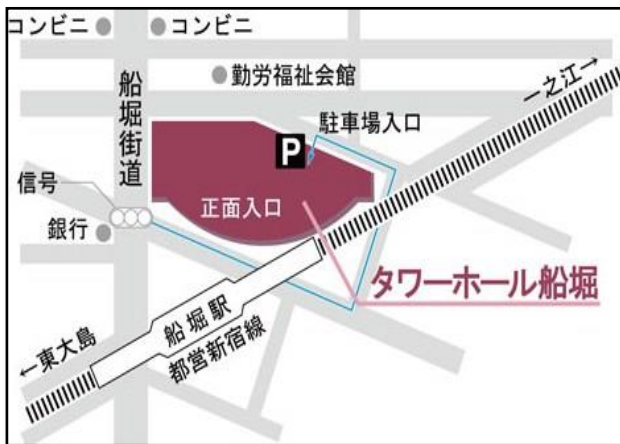 コンビニ
コンビニ
勤労福祉会館
一之江→
船堀街道
駐車場入口
P
信号
正面入口
銀行
タワーホール船堀
船堀駅
都営新宿線
←東大島